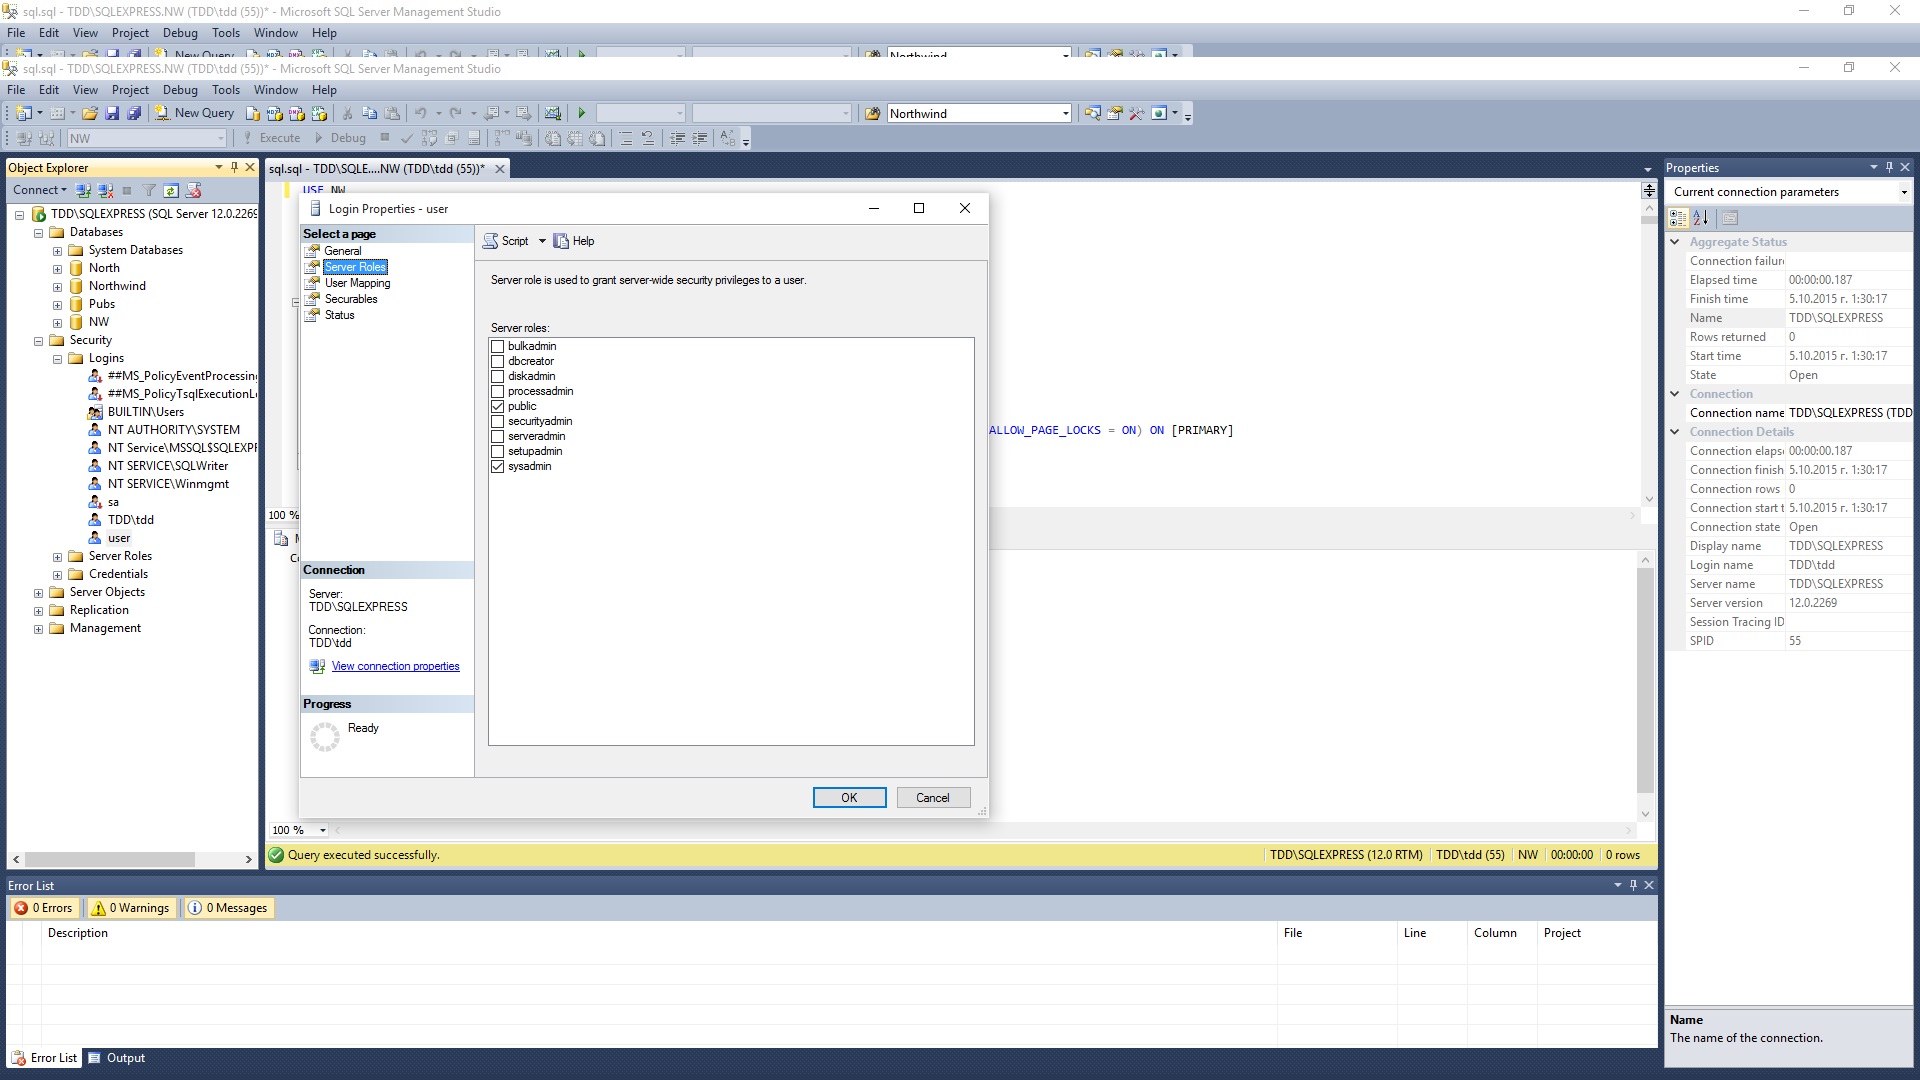 sql.sql - TDD\SQLEXPRESS.NW (TDD\tdd (55))* - Microsoft SQL Server Management Studio
File Edit View Project Debug Tools Window Help
New Query Northwind
sql.sql - TDD\SQLEXPRESS.NW (TDD\tdd (55))* - Microsoft SQL Server Management Studio
File Edit View Project Debug Tools Window Help
New Query Northwind
NW Execute Debug
Object Explorer
Connect
TDD\SQLEXPRESS (SQL Server 12.0.2269
Databases
System Databases
North
Northwind
Pubs
NW
Security
Logins
##MS_PolicyEventProcessing
##MS_PolicyTsqlExecutionL
BUILTIN\Users
NT AUTHORITY\SYSTEM
NT Service\MSSQL$SQLEXPR
NT SERVICE\SQLWriter
NT SERVICE\Winmgmt
sa
TDD\tdd
user
Server Roles
Credentials
Server Objects
Replication
Management
sql.sql - TDD\SQLE....NW (TDD\tdd (55))*
USE NW
ALLOW_PAGE_LOCKS = ON) ON [PRIMARY]
100 %
Login Properties - user
Select a page
General
Server Roles
User Mapping
Securables
Status
Connection
Server:
TDD\SQLEXPRESS
Connection:
TDD\tdd
View connection properties
Progress
Ready
Script Help
Server role is used to grant server-wide security privileges to a user.
Server roles:
bulkadmin
dbcreator
diskadmin
processadmin
public
securityadmin
serveradmin
setupadmin
sysadmin
OK Cancel
100 %
Query executed successfully. TDD\SQLEXPRESS (12.0 RTM) TDD\tdd (55) NW 00:00:00 0 rows
Properties
Current connection parameters
Aggregate Status
Connection failur
Elapsed time 00:00:00.187
Finish time 5.10.2015 г. 1:30:17
Name TDD\SQLEXPRESS
Rows returned 0
Start time 5.10.2015 г. 1:30:17
State Open
Connection
Connection name TDD\SQLEXPRESS (TDD
Connection Details
Connection elaps 00:00:00.187
Connection finish 5.10.2015 г. 1:30:17
Connection rows 0
Connection start t 5.10.2015 г. 1:30:17
Connection state Open
Display name TDD\SQLEXPRESS
Login name TDD\tdd
Server name TDD\SQLEXPRESS
Server version 12.0.2269
Session Tracing ID
SPID 55
Name
The name of the connection.
Error List
0 Errors 0 Warnings 0 Messages
Description File Line Column Project
Error List Output